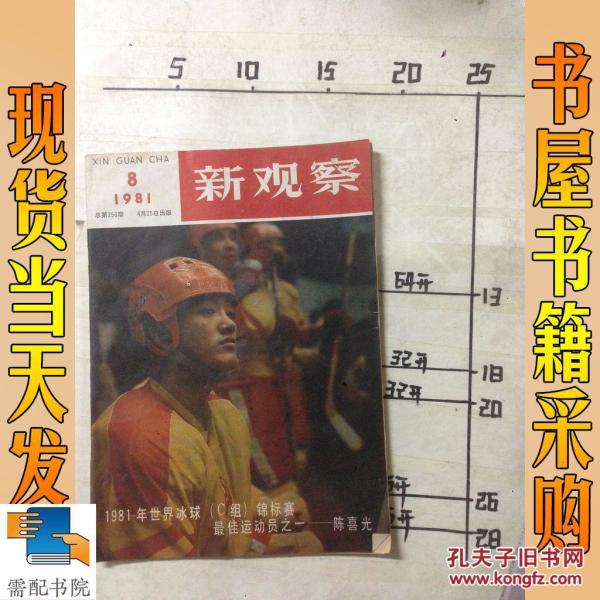 现货当天发
书屋书籍采购
5 10 15 20 25
XIN GUAN CHA
8
1981
总第256期 4月25日出版
新观察
64开 13
32开 18
32开 20
开 26
开 28
1981年世界冰球(C组)锦标赛
最佳运动员之一——陈喜光
需配书院
孔夫子旧书网
www.kongfz.com